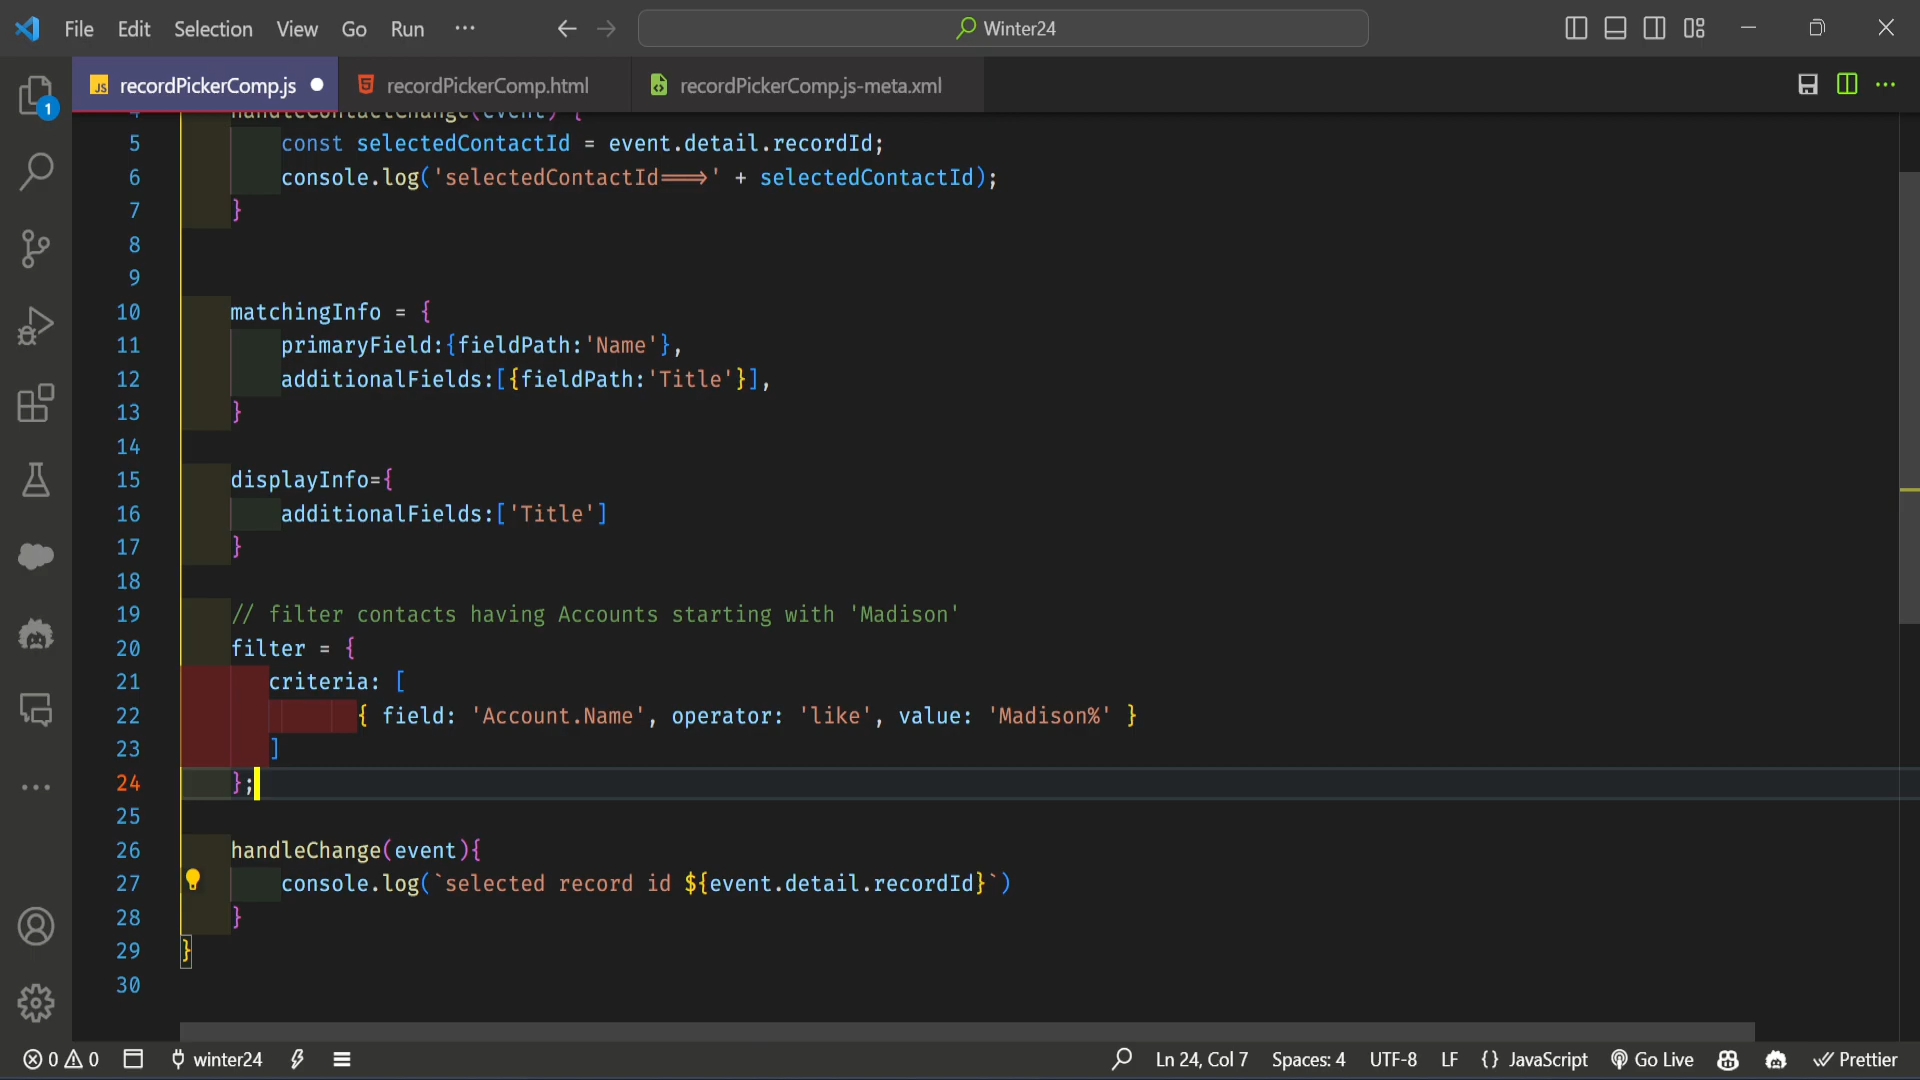 File Edit Selection View Go Run ··· Winter24
recordPickerComp.js recordPickerComp.html recordPickerComp.js-meta.xml
1
4 handleContactChange(event) {
5 const selectedContactId = event.detail.recordId;
6 console.log('selectedContactId===>' + selectedContactId);
7 }
8
9
10 matchingInfo = {
11 primaryField:{fieldPath:'Name'},
12 additionalFields:[{fieldPath:'Title'}],
13 }
14
15 displayInfo={
16 additionalFields:['Title']
17 }
18
19 // filter contacts having Accounts starting with 'Madison'
20 filter = {
21 criteria: [
22 { field: 'Account.Name', operator: 'like', value: 'Madison%' }
23 ]
24 };
25
26 handleChange(event){
27 console.log(`selected record id ${event.detail.recordId}`)
28 }
29 }
30
0 0 winter24 Ln 24, Col 7 Spaces: 4 UTF-8 LF {} JavaScript Go Live Prettier